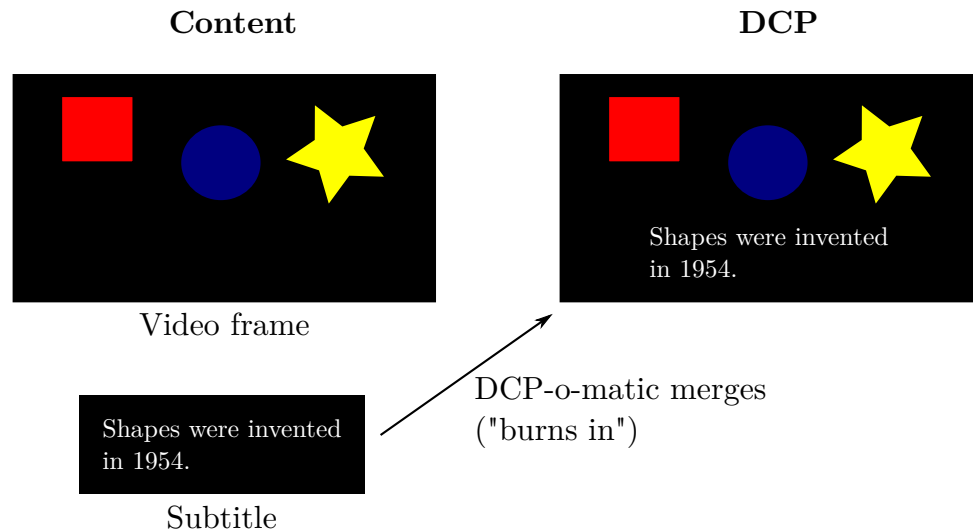 Content
DCP
Shapes were invented
in 1954.
Video frame
DCP-o-matic merges
("burns in")
Shapes were invented
in 1954.
Subtitle